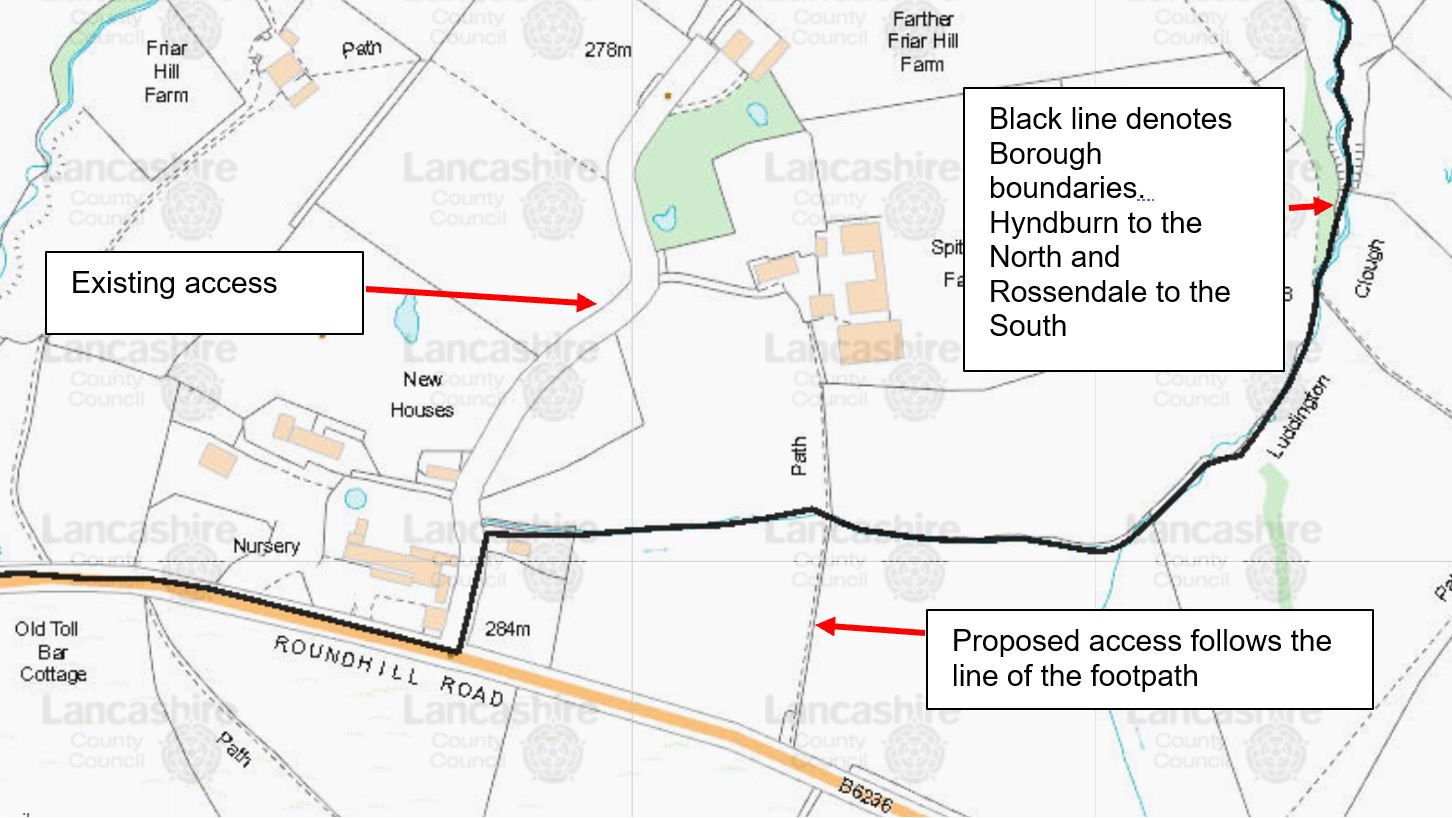 Friar
Hill
Farm
Path
278m
Farther
Friar Hill
Farm
Black line denotes
Borough
boundaries..
Hyndburn to the
North and
Rossendale to the
South
Existing access
Clough
New
Houses
Luddington
Path
Nursery
284m
Old Toll
Bar
Cottage
ROUNDHILL ROAD
Proposed access follows the
line of the footpath
Path
B6236
Lancashire
County
Council